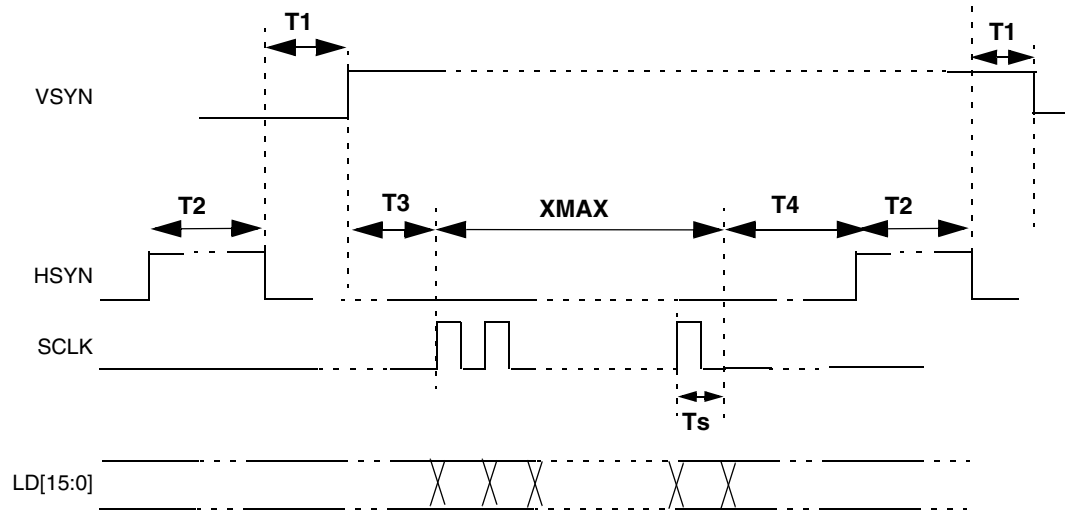 T1
T1
VSYN
T2
T3
XMAX
T4
T2
HSYN
SCLK
Ts
LD[15:0]